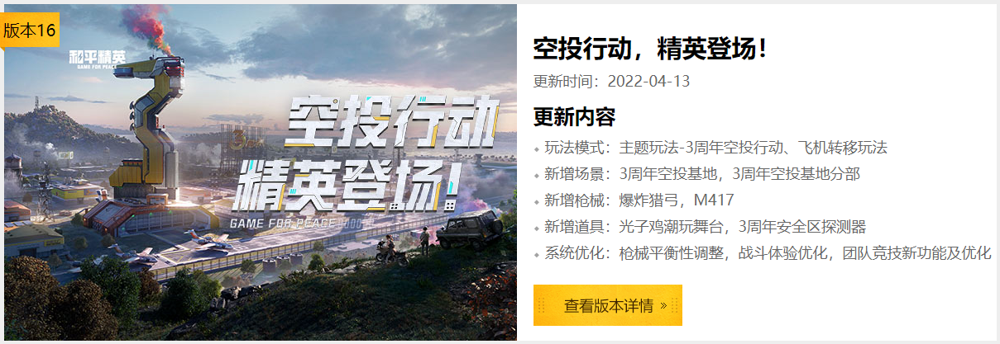 版本16
和平精英
GAME FOR PEACE
空投行动
精英登场!
GAME FOR PEACE
空投行动，精英登场!
更新时间：2022-04-13
更新内容
玩法模式：主题玩法-3周年空投行动、飞机转移玩法
新增场景：3周年空投基地，3周年空投基地分部
新增枪械：爆炸猎弓，M417
新增道具：光子鸡潮玩舞台，3周年安全区探测器
系统优化：枪械平衡性调整，战斗体验优化，团队竞技新功能及优化
查看版本详情 »